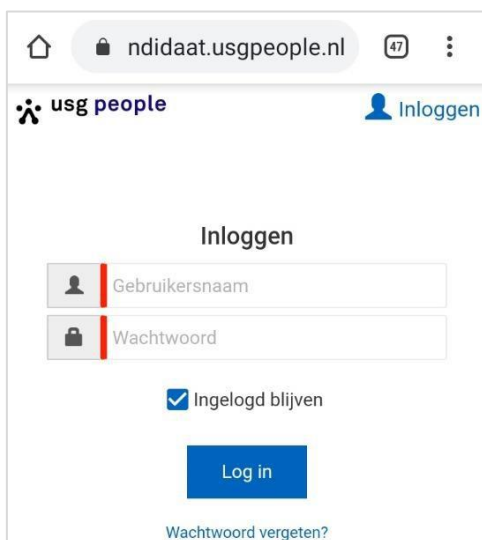 ndidaat.usgpeople.nl 47
usg people Inloggen
Inloggen
Gebruikersnaam
Wachtwoord
Ingelogd blijven
Log in
Wachtwoord vergeten?